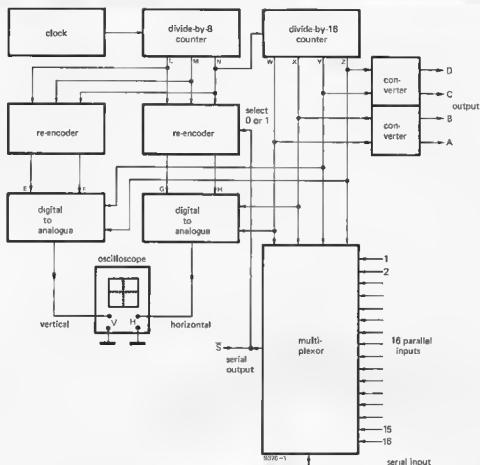 clock
divide-by-8
counter
divide-by-16
counter
L M N
W X Y Z
con-
verter
con-
verter
D
C
output
B
A
select
0 or 1
re-encoder
re-encoder
E F
G H
digital
to
analogue
digital
to
analogue
oscilloscope
V H
vertical
horizontal
S
serial
output
multi-
plexor
1
2
16 parallel
inputs
15
16
serial input